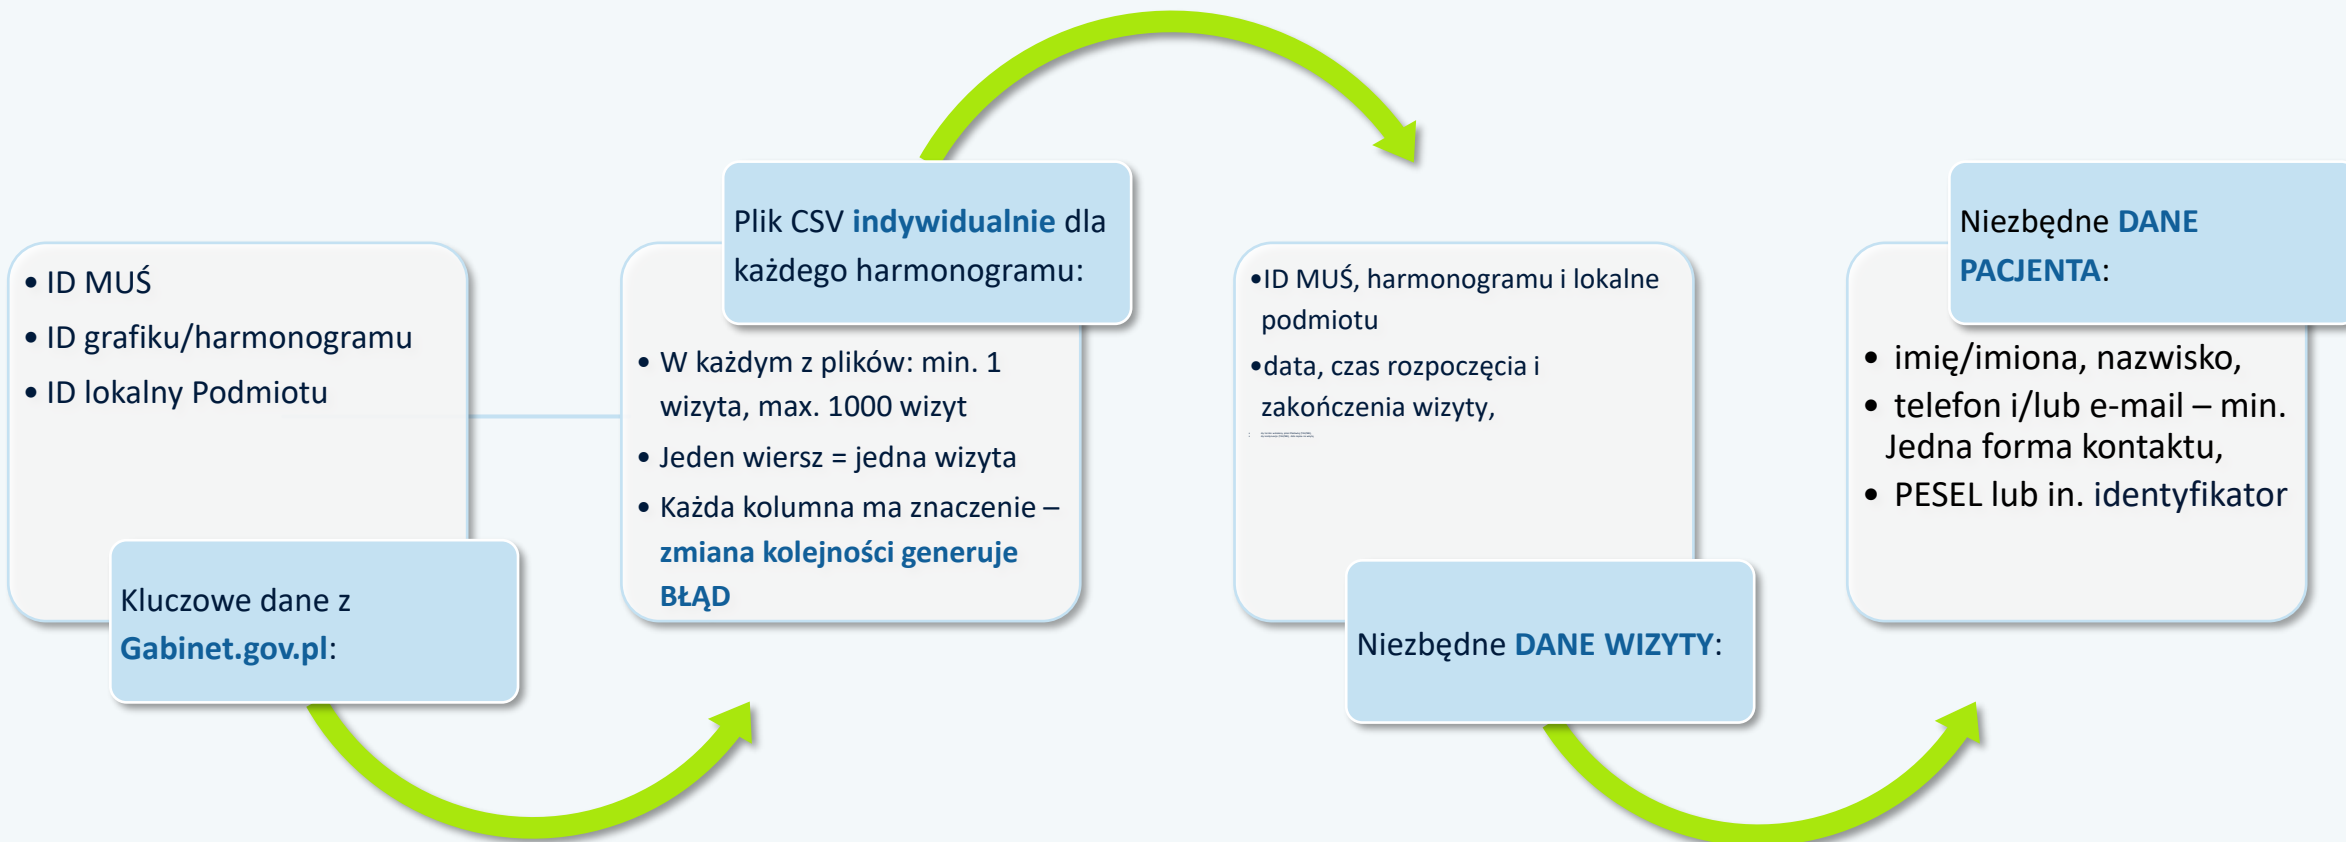 • ID MUŚ
• ID grafiku/harmonogramu
• ID lokalny Podmiotu
Kluczowe dane z
Gabinet.gov.pl:
Plik CSV indywidualnie dla
każdego harmonogramu:
• W każdym z plików: min. 1
wizyta, max. 1000 wizyt
• Jeden wiersz = jedna wizyta
• Każda kolumna ma znaczenie –
zmiana kolejności generuje
BŁĄD
•ID MUŚ, harmonogramu i lokalne
podmiotu
•data, czas rozpoczęcia i
zakończenia wizyty,
Niezbędne DANE WIZYTY:
Niezbędne DANE
PACJENTA:
• imię/imiona, nazwisko,
• telefon i/lub e-mail – min.
Jedna forma kontaktu,
• PESEL lub in. identyfikator